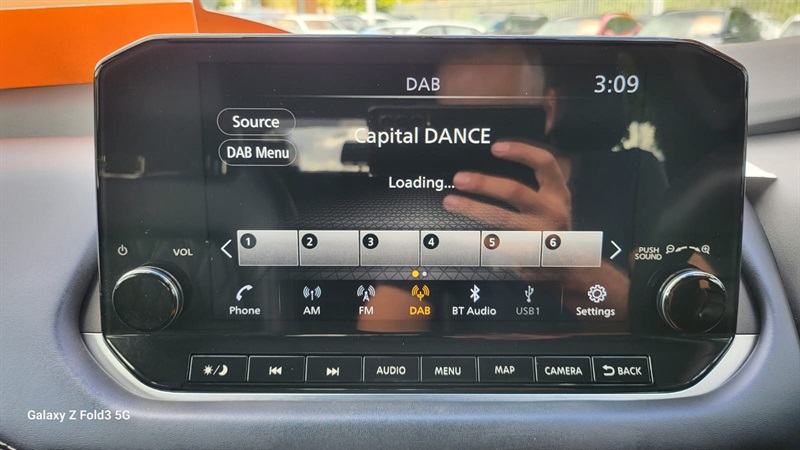 DAB
3:09
Source
Capital DANCE
DAB Menu
Loading...
VOL
1 2 3 4 5 6
PUSH
SOUND
Phone AM FM DAB BT Audio USB1 Settings
AUDIO MENU MAP CAMERA BACK
Galaxy Z Fold3 5G